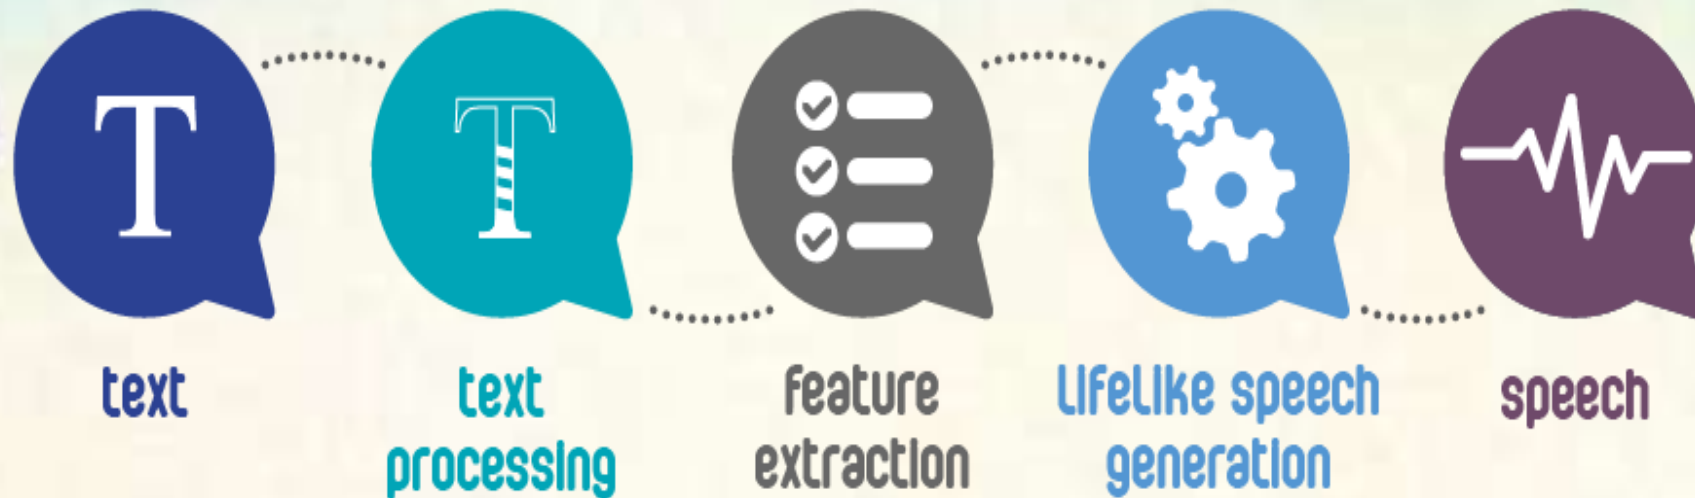 T
T
text
text
processing
feature
extraction
lifelike speech
generation
speech